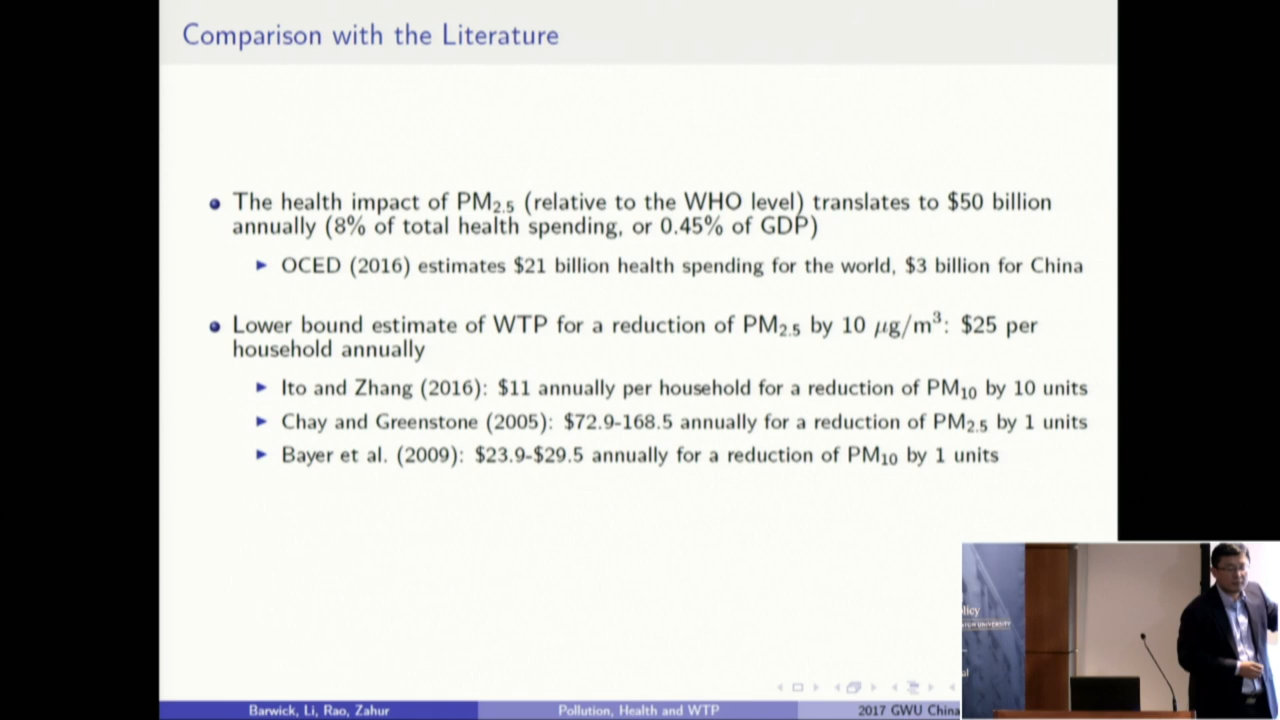 Comparison with the Literature
The health impact of PM2.5 (relative to the WHO level) translates to $50 billion
annually (8% of total health spending, or 0.45% of GDP)
OCED (2016) estimates $21 billion health spending for the world, $3 billion for China
Lower bound estimate of WTP for a reduction of PM2.5 by 10 μg/m³: $25 per
household annually
Ito and Zhang (2016): $11 annually per household for a reduction of PM10 by 10 units
Chay and Greenstone (2005): $72.9-168.5 annually for a reduction of PM2.5 by 1 units
Bayer et al. (2009): $23.9-$29.5 annually for a reduction of PM10 by 1 units
licy
TON UNIVERSITY
al
Barwick, Li, Rao, Zahur
Pollution, Health and WTP
2017 GWU China